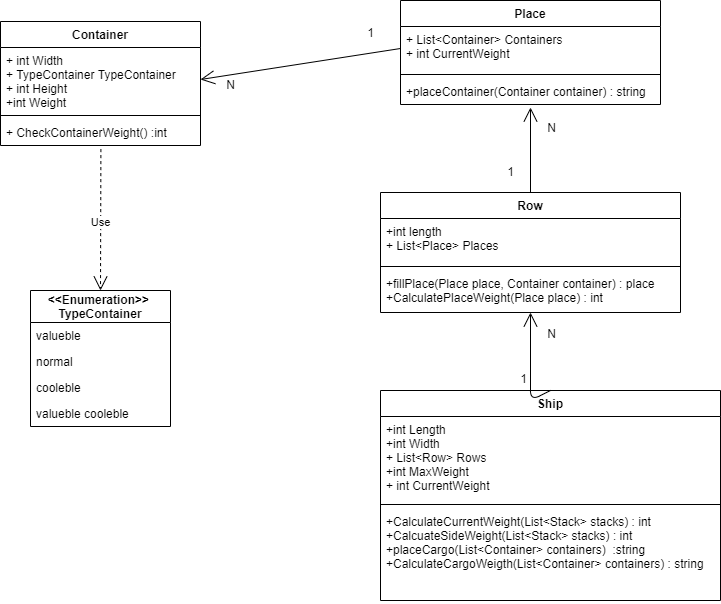 Container
+ int Width
+ TypeContainer TypeContainer
+ int Height
+int Weight
+ CheckContainerWeight() :int
1
N
Place
+ List<Container> Containers
+ int CurrentWeight
+placeContainer(Container container) : string
N
1
Use
Row
+int length
+ List<Place> Places
+fillPlace(Place place, Container container) : place
+CalculatePlaceWeight(Place place) : int
<<Enumeration>>
TypeContainer
valueble
normal
cooleble
valueble cooleble
N
1
Ship
+int Length
+int Width
+ List<Row> Rows
+int MaxWeight
+ int CurrentWeight
+CalculateCurrentWeight(List<Stack> stacks) : int
+CalcuateSideWeight(List<Stack> stacks) : int
+placeCargo(List<Container> containers)  :string
+CalculateCargoWeigth(List<Container> containers) : string